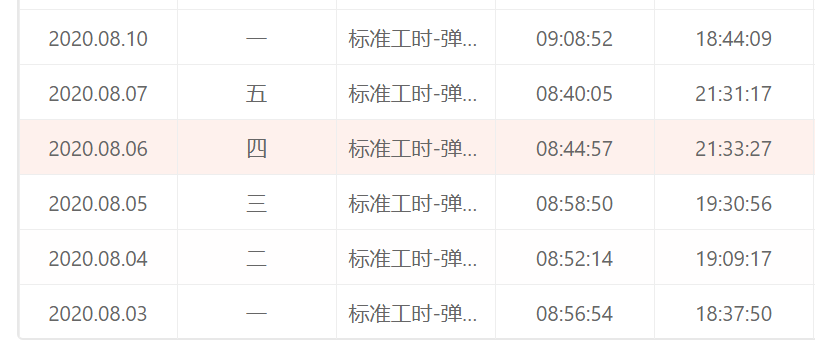 2020.08.10 一 标准工时-弹... 09:08:52 18:44:09
2020.08.07 五 标准工时-弹... 08:40:05 21:31:17
2020.08.06 四 标准工时-弹... 08:44:57 21:33:27
2020.08.05 三 标准工时-弹... 08:58:50 19:30:56
2020.08.04 二 标准工时-弹... 08:52:14 19:09:17
2020.08.03 一 标准工时-弹... 08:56:54 18:37:50